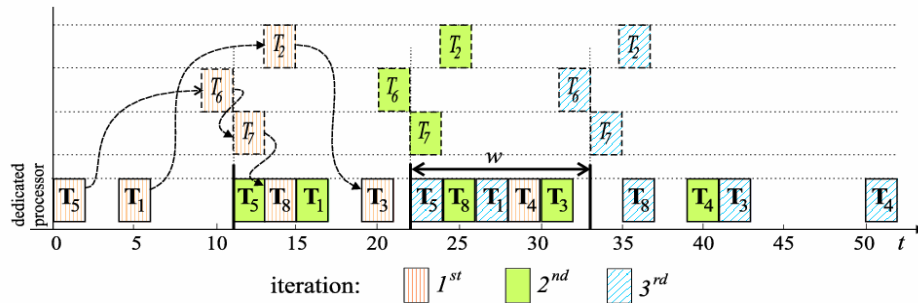 T2 T2 T2
T6 T6 T6
T7 T7 T7
w
dedicated
processor
T5 T1 T5 T8 T1 T3 T5 T8 T1 T4 T3 T8 T4 T3 T4
0 5 10 15 20 25 30 35 40 45 50 t
iteration: 1st 2nd 3rd